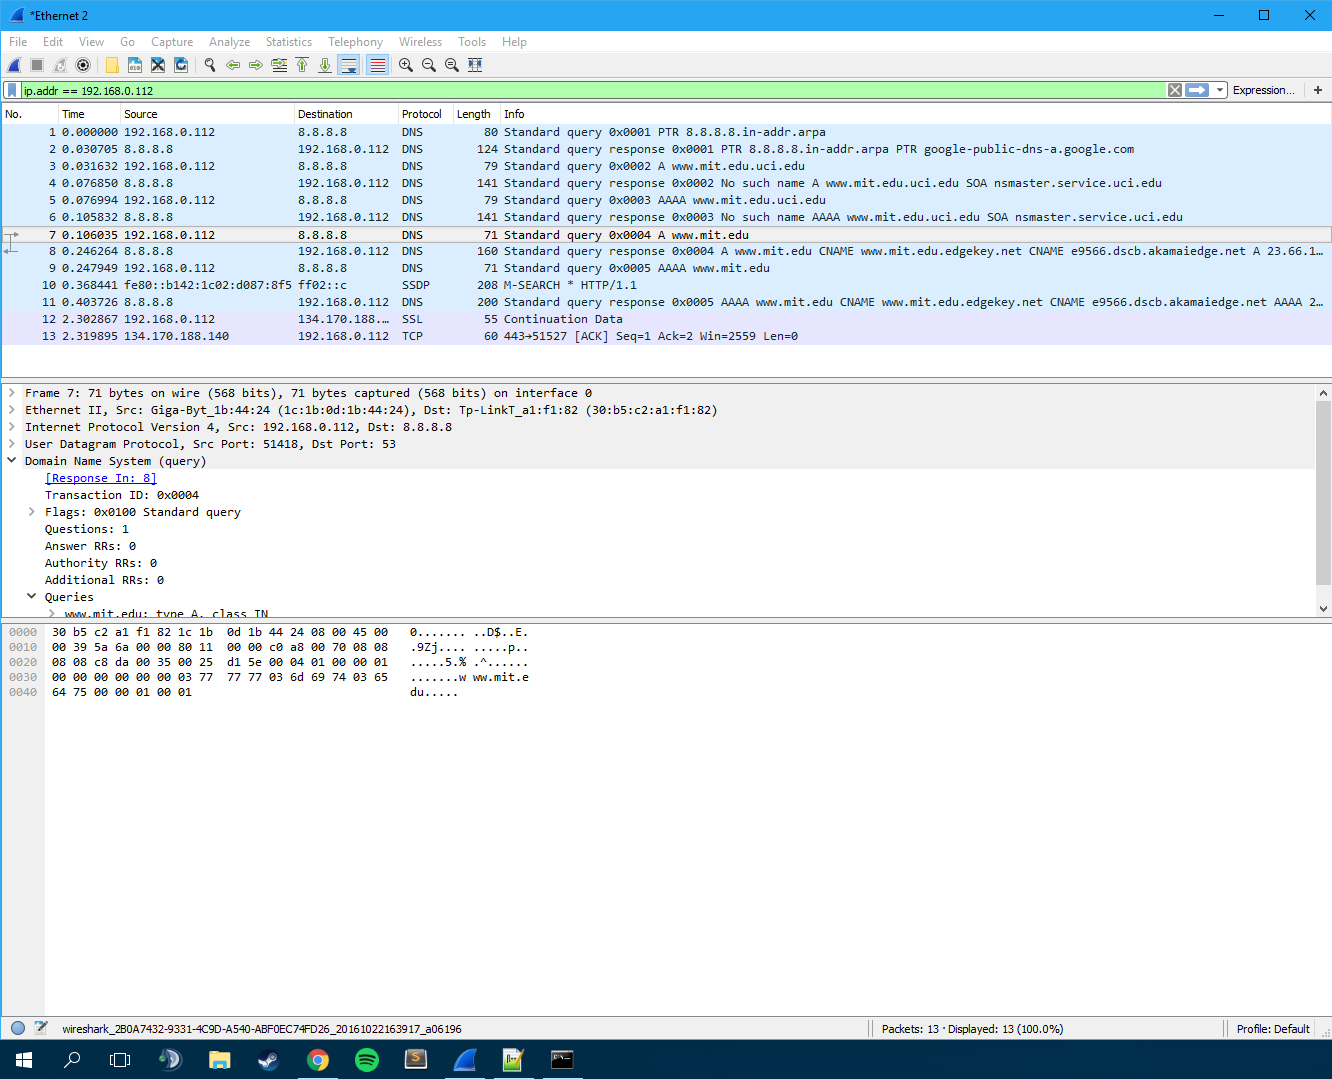 *Ethernet 2
File Edit View Go Capture Analyze Statistics Telephony Wireless Tools Help
ip.addr == 192.168.0.112 Expression... +
No. Time Source Destination Protocol Length Info
1 0.000000 192.168.0.112 8.8.8.8 DNS 80 Standard query 0x0001 PTR 8.8.8.8.in-addr.arpa
2 0.030705 8.8.8.8 192.168.0.112 DNS 124 Standard query response 0x0001 PTR 8.8.8.8.in-addr.arpa PTR google-public-dns-a.google.com
3 0.031632 192.168.0.112 8.8.8.8 DNS 79 Standard query 0x0002 A www.mit.edu.uci.edu
4 0.076850 8.8.8.8 192.168.0.112 DNS 141 Standard query response 0x0002 No such name A www.mit.edu.uci.edu SOA nsmaster.service.uci.edu
5 0.076994 192.168.0.112 8.8.8.8 DNS 79 Standard query 0x0003 AAAA www.mit.edu.uci.edu
6 0.105832 8.8.8.8 192.168.0.112 DNS 141 Standard query response 0x0003 No such name AAAA www.mit.edu.uci.edu SOA nsmaster.service.uci.edu
7 0.106035 192.168.0.112 8.8.8.8 DNS 71 Standard query 0x0004 A www.mit.edu
8 0.246264 8.8.8.8 192.168.0.112 DNS 160 Standard query response 0x0004 A www.mit.edu CNAME www.mit.edu.edgekey.net CNAME e9566.dscb.akamaiedge.net A 23.66.1...
9 0.247949 192.168.0.112 8.8.8.8 DNS 71 Standard query 0x0005 AAAA www.mit.edu
10 0.368441 fe80::b142:1c02:d087:8f5 ff02::c SSDP 208 M-SEARCH * HTTP/1.1
11 0.403726 8.8.8.8 192.168.0.112 DNS 200 Standard query response 0x0005 AAAA www.mit.edu CNAME www.mit.edu.edgekey.net CNAME e9566.dscb.akamaiedge.net AAAA 2...
12 2.302867 192.168.0.112 134.170.188.... SSL 55 Continuation Data
13 2.319895 134.170.188.140 192.168.0.112 TCP 60 443→51527 [ACK] Seq=1 Ack=2 Win=2559 Len=0
Frame 7: 71 bytes on wire (568 bits), 71 bytes captured (568 bits) on interface 0
Ethernet II, Src: Giga-Byt_1b:44:24 (1c:1b:0d:1b:44:24), Dst: Tp-LinkT_a1:f1:82 (30:b5:c2:a1:f1:82)
Internet Protocol Version 4, Src: 192.168.0.112, Dst: 8.8.8.8
User Datagram Protocol, Src Port: 51418, Dst Port: 53
Domain Name System (query)
[Response In: 8]
Transaction ID: 0x0004
Flags: 0x0100 Standard query
Questions: 1
Answer RRs: 0
Authority RRs: 0
Additional RRs: 0
Queries
www.mit.edu: type A, class IN
0000 30 b5 c2 a1 f1 82 1c 1b 0d 1b 44 24 08 00 45 00 0....... ..D$..E.
0010 00 39 5a 6a 00 00 80 11 00 00 c0 a8 00 70 08 08 .9Zj.... .....p..
0020 08 08 c8 da 00 35 00 25 d1 5e 00 04 01 00 00 01 .....5.% .^......
0030 00 00 00 00 00 00 03 77 77 77 03 6d 69 74 03 65 .......w ww.mit.e
0040 64 75 00 00 01 00 01 du.....
wireshark_2B0A7432-9331-4C9D-A540-ABF0EC74FD26_20161022163917_a06196 Packets: 13 · Displayed: 13 (100.0%) Profile: Default